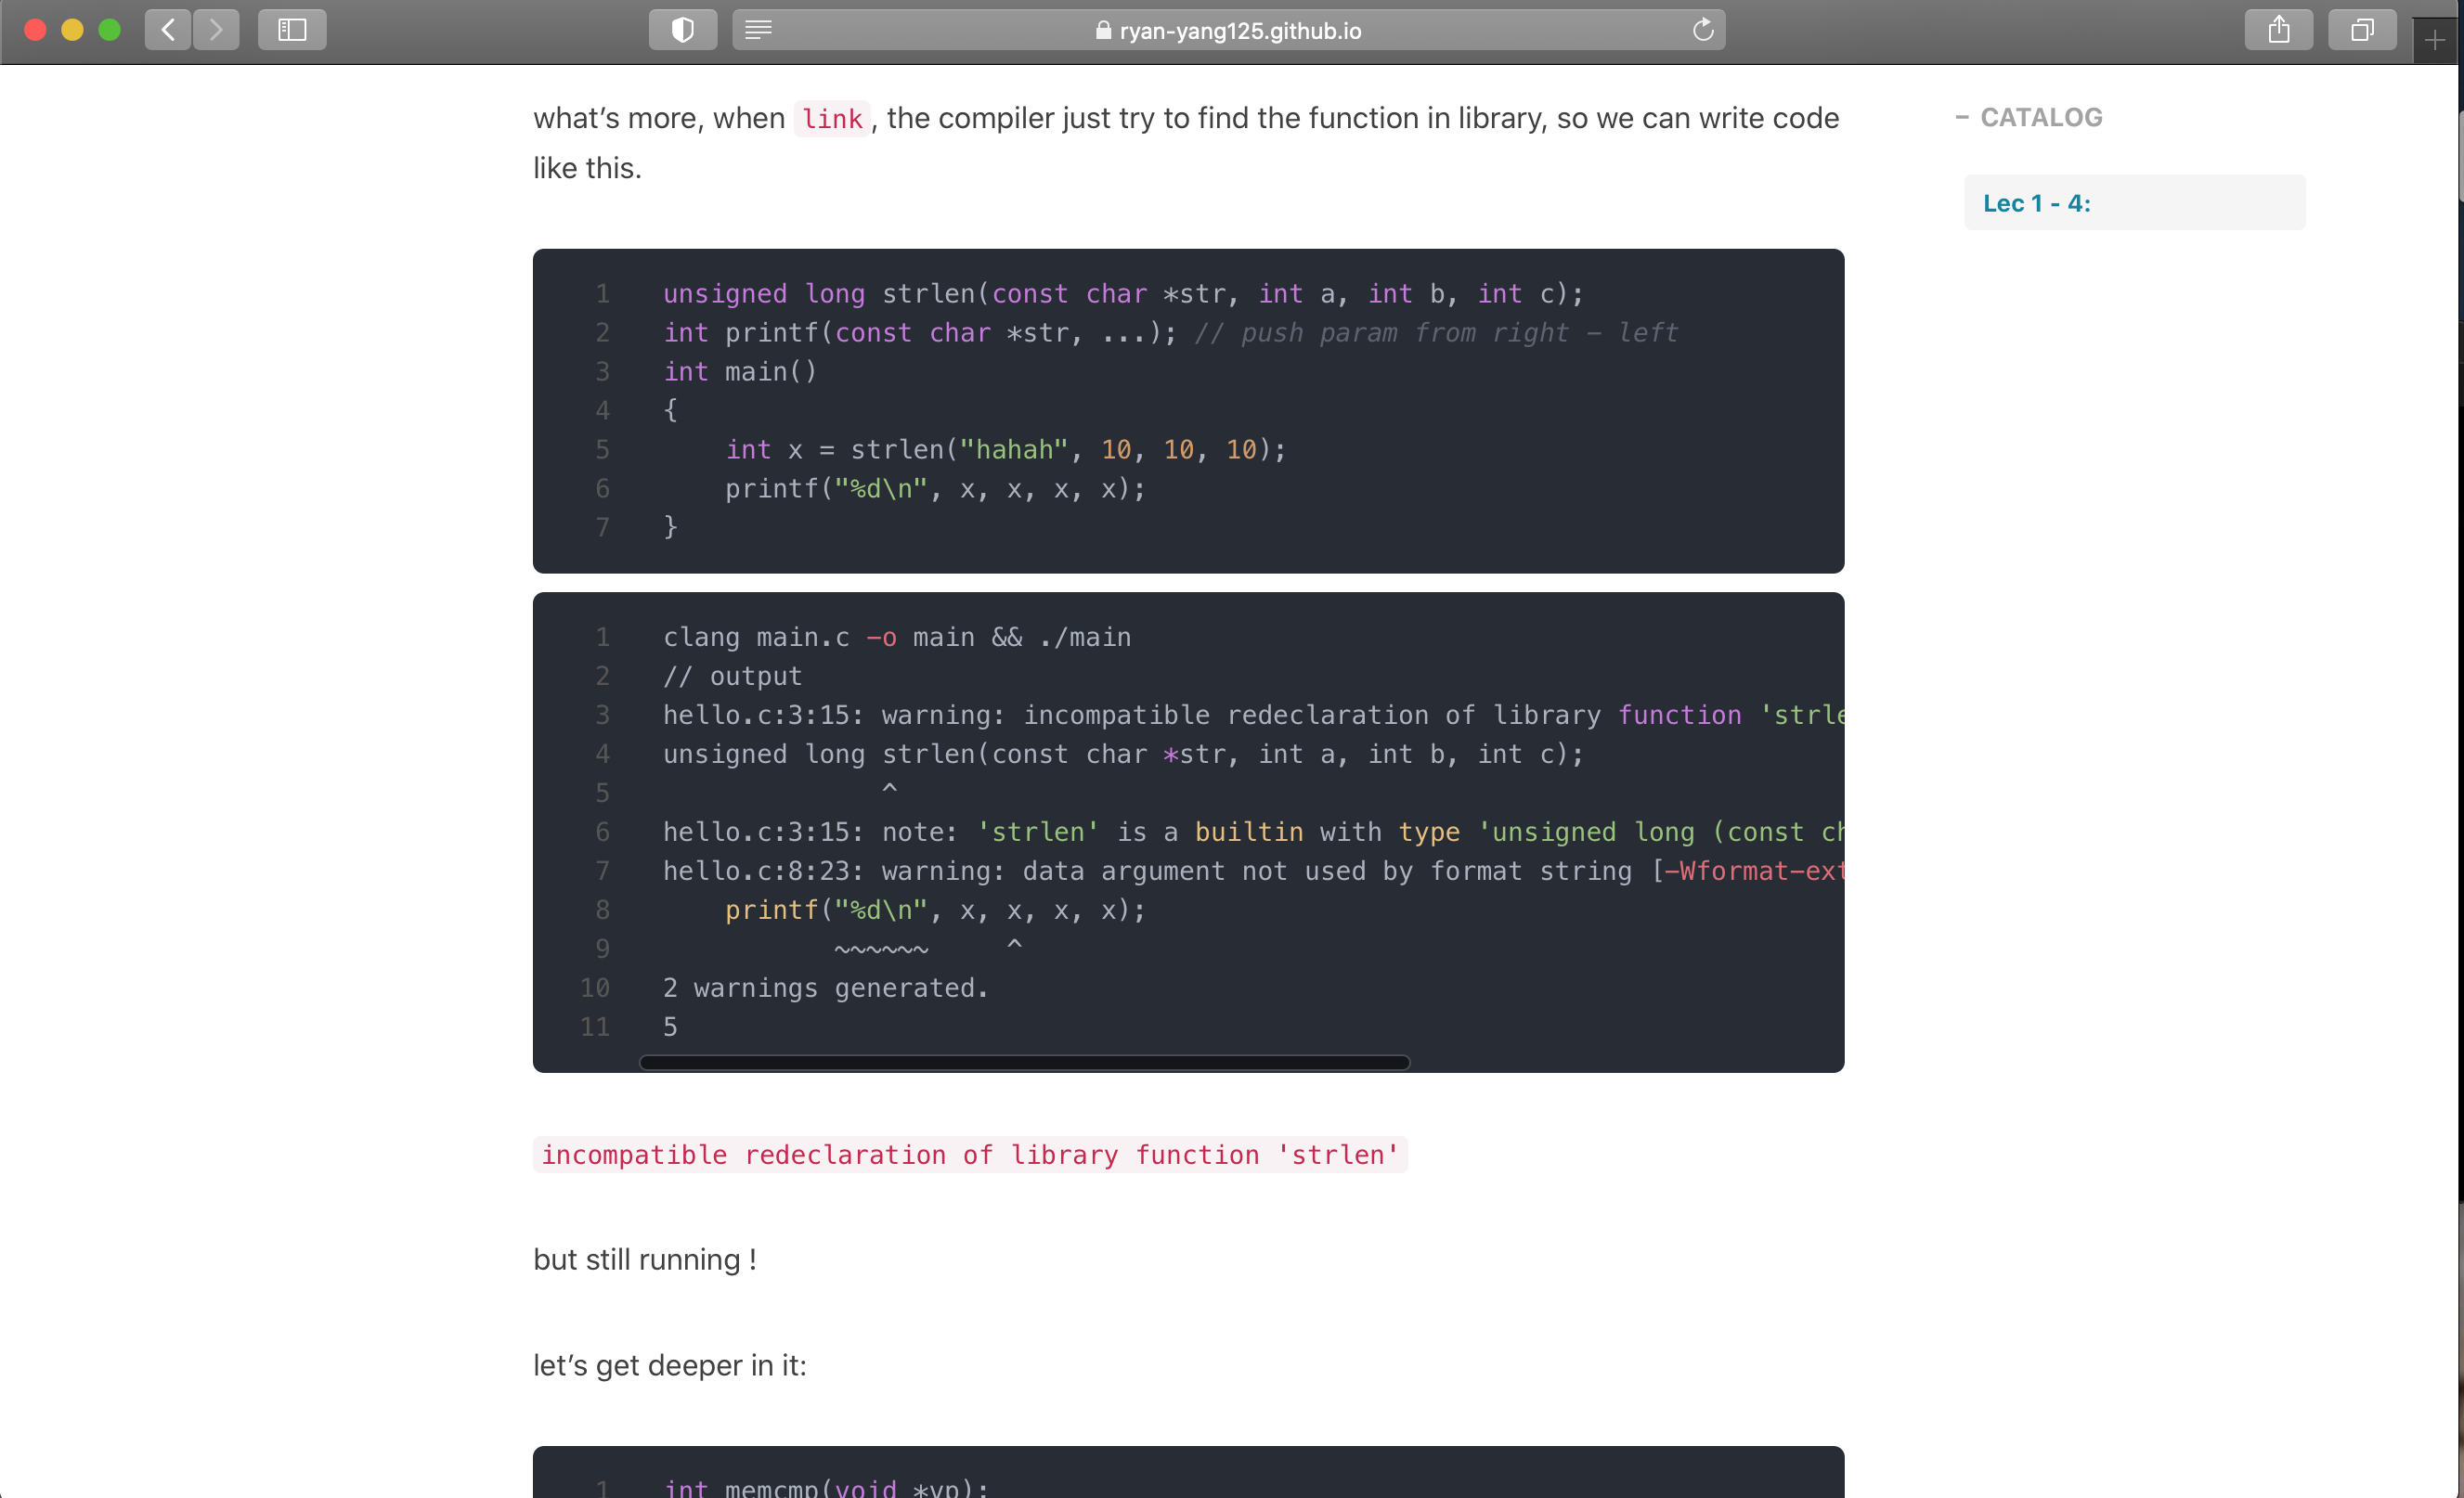 ryan-yang125.github.io
what’s more, when link, the compiler just try to find the function in library, so we can write code
like this.
− CATALOG
Lec 1 - 4:
1 unsigned long strlen(const char *str, int a, int b, int c);
2 int printf(const char *str, ...); // push param from right - left
3 int main()
4 {
5     int x = strlen("hahah", 10, 10, 10);
6     printf("%d\n", x, x, x, x);
7 }
1 clang main.c -o main && ./main
2 // output
3 hello.c:3:15: warning: incompatible redeclaration of library function 'strle
4 unsigned long strlen(const char *str, int a, int b, int c);
5               ^
6 hello.c:3:15: note: 'strlen' is a builtin with type 'unsigned long (const ch
7 hello.c:8:23: warning: data argument not used by format string [-Wformat-ext
8     printf("%d\n", x, x, x, x);
9            ~~~~~~     ^
10 2 warnings generated.
11 5
incompatible redeclaration of library function 'strlen'
but still running !
let’s get deeper in it:
1 int memcmp(void *vp);